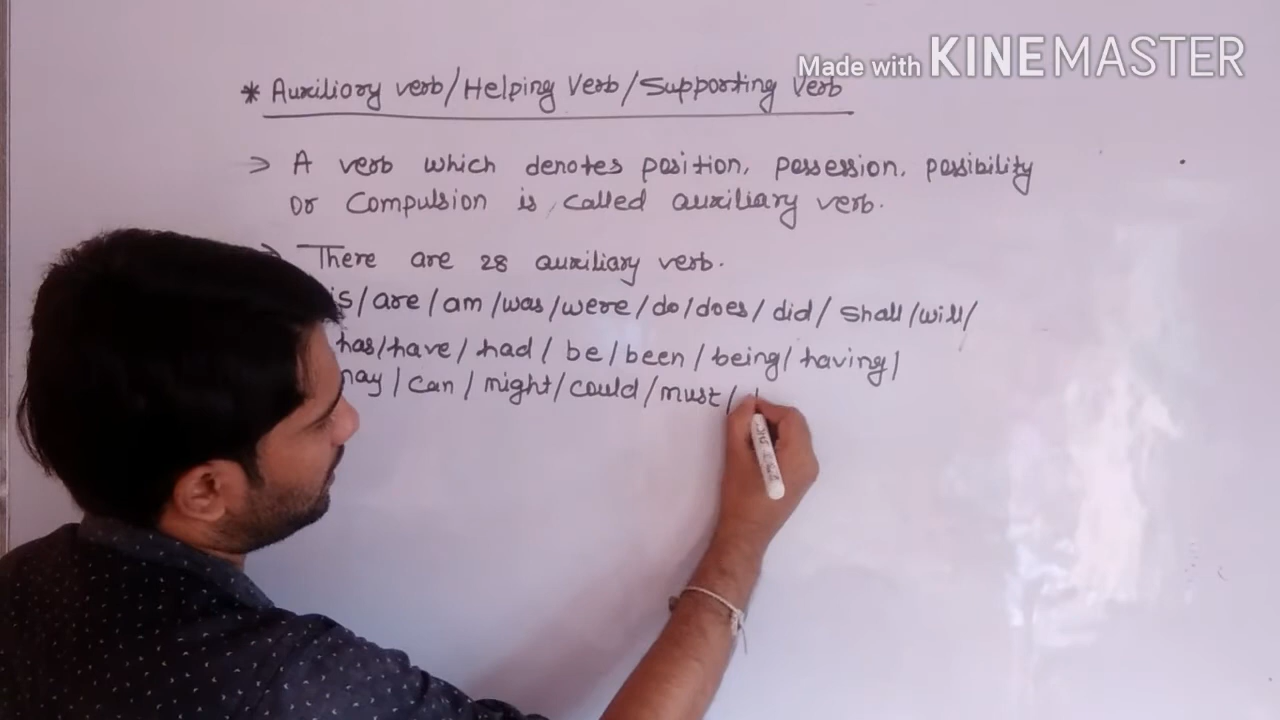 Made with KINEMASTER
* Auxiliory verb/Helping Verb/Supporting Verb
> A verb which denotes position, possession, possibility
or Compulsion is called auxiliary verb.
There are 28 auxiliary verb.
is/are/am/was/were/do/does/did/shall/will/
has/have/had/be/been/being/having/
may/can/might/could/must/